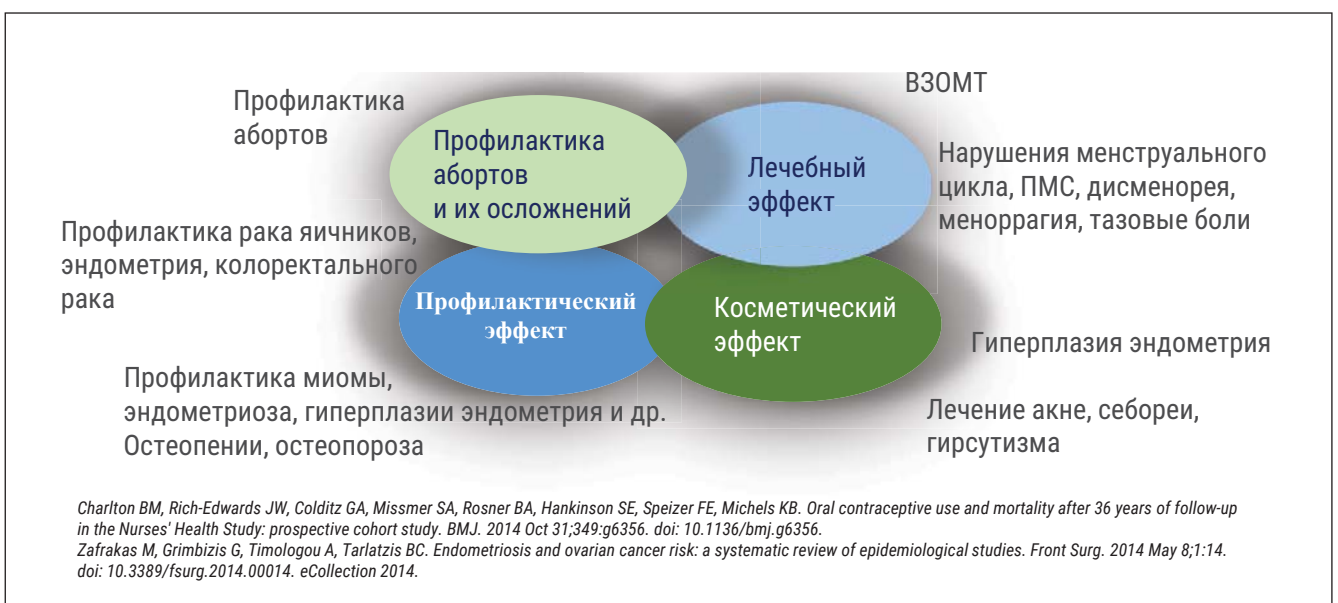 ВЗОМТ
Профилактика
абортов
Профилактика
абортов
и их осложнений
Лечебный
эффект
Нарушения менструального
цикла, ПМС, дисменорея,
меноррагия, тазовые боли
Профилактика рака яичников,
эндометрия, колоректального
рака
Профилактический
эффект
Косметический
эффект
Гиперплазия эндометрия
Профилактика миомы,
эндометриоза, гиперплазии эндометрия и др.
Остеопении, остеопороза
Лечение акне, себореи,
гирсутизма
Charlton BM, Rich-Edwards JW, Colditz GA, Missmer SA, Rosner BA, Hankinson SE, Speizer FE, Michels KB. Oral contraceptive use and mortality after 36 years of follow-up
in the Nurses' Health Study: prospective cohort study. BMJ. 2014 Oct 31;349:g6356. doi: 10.1136/bmj.g6356.
Zafrakas M, Grimbizis G, Timologou A, Tarlatzis BC. Endometriosis and ovarian cancer risk: a systematic review of epidemiological studies. Front Surg. 2014 May 8;1:14.
doi: 10.3389/fsurg.2014.00014. eCollection 2014.